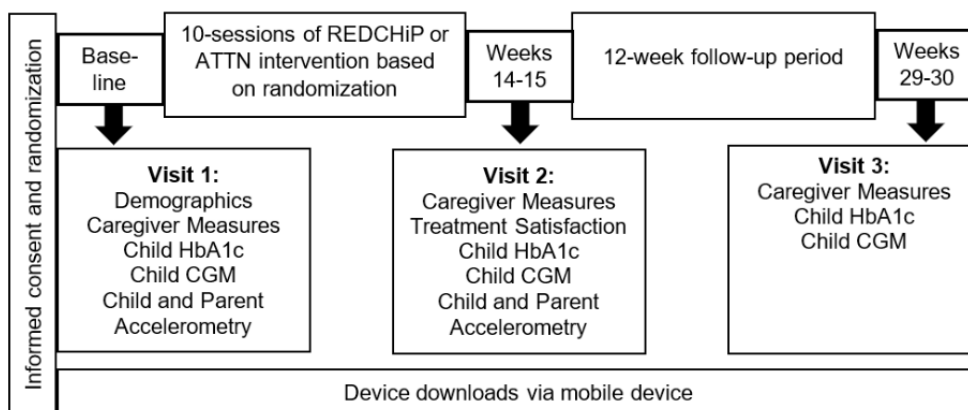 Informed consent and randomization
Base-
line
10-sessions of REDCHiP or
ATTN intervention based
on randomization
Weeks
14-15
12-week follow-up period
Weeks
29-30
Visit 1:
Demographics
Caregiver Measures
Child HbA1c
Child CGM
Child and Parent
Accelerometry
Visit 2:
Caregiver Measures
Treatment Satisfaction
Child HbA1c
Child CGM
Child and Parent
Accelerometry
Visit 3:
Caregiver Measures
Child HbA1c
Child CGM
Device downloads via mobile device